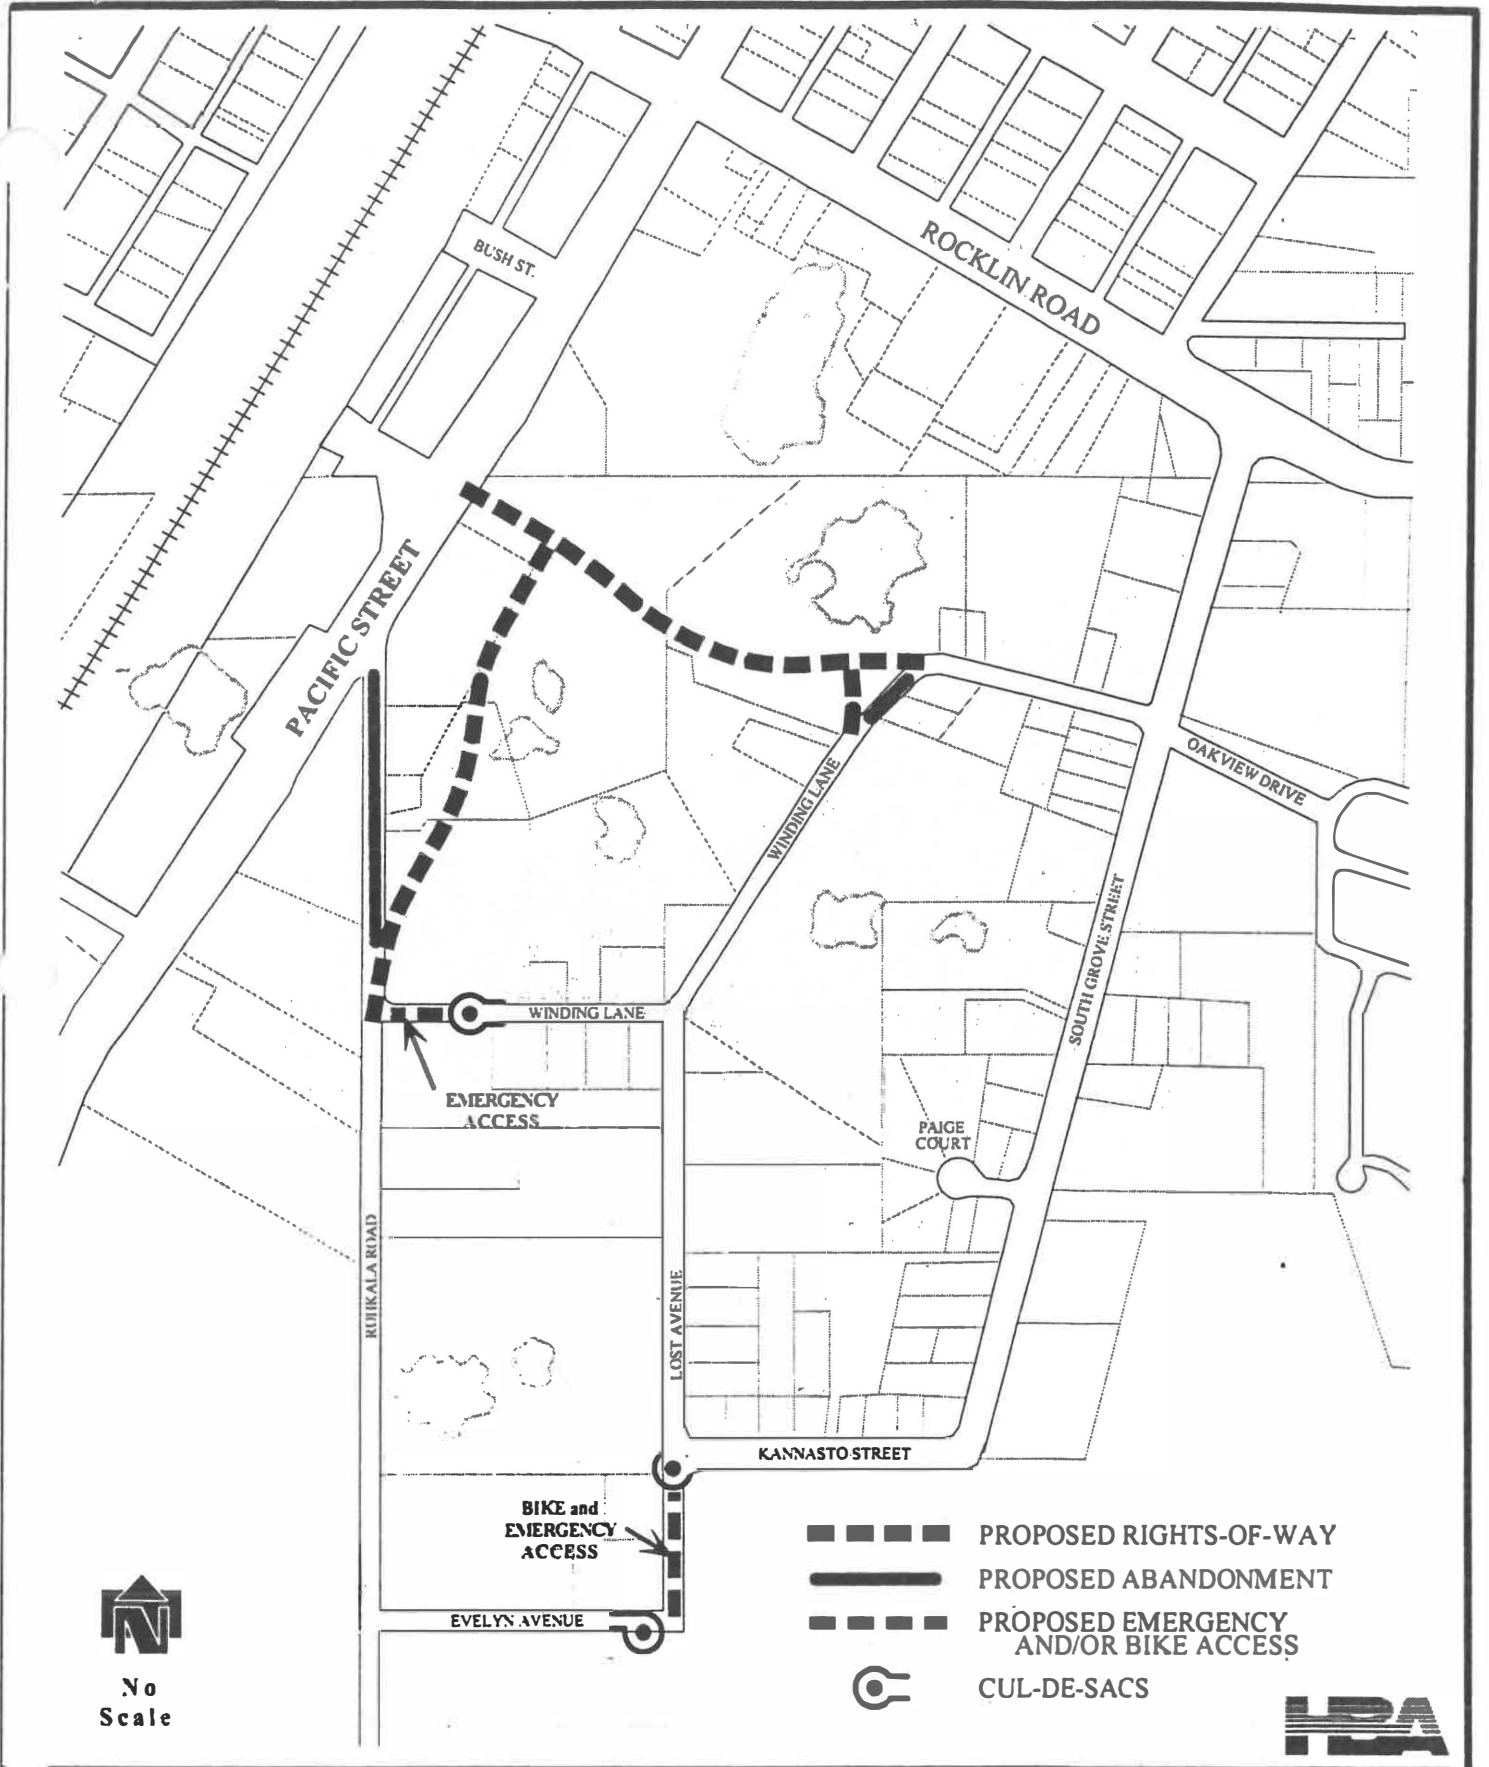 BUSH ST.
ROCKLIN ROAD
PACIFIC STREET
OAKVIEW DRIVE
WINDING LANE
SOUTH GROVE STREET
WINDING LANE
EMERGENCY
ACCESS
PAIGE
COURT
RUHKALA ROAD
LOST AVENUE
KANNASTO STREET
BIKE and
EMERGENCY
ACCESS
EVELYN AVENUE
PROPOSED RIGHTS-OF-WAY
PROPOSED ABANDONMENT
PROPOSED EMERGENCY
AND/OR BIKE ACCESS
CUL-DE-SACS
N
No
Scale
HBA